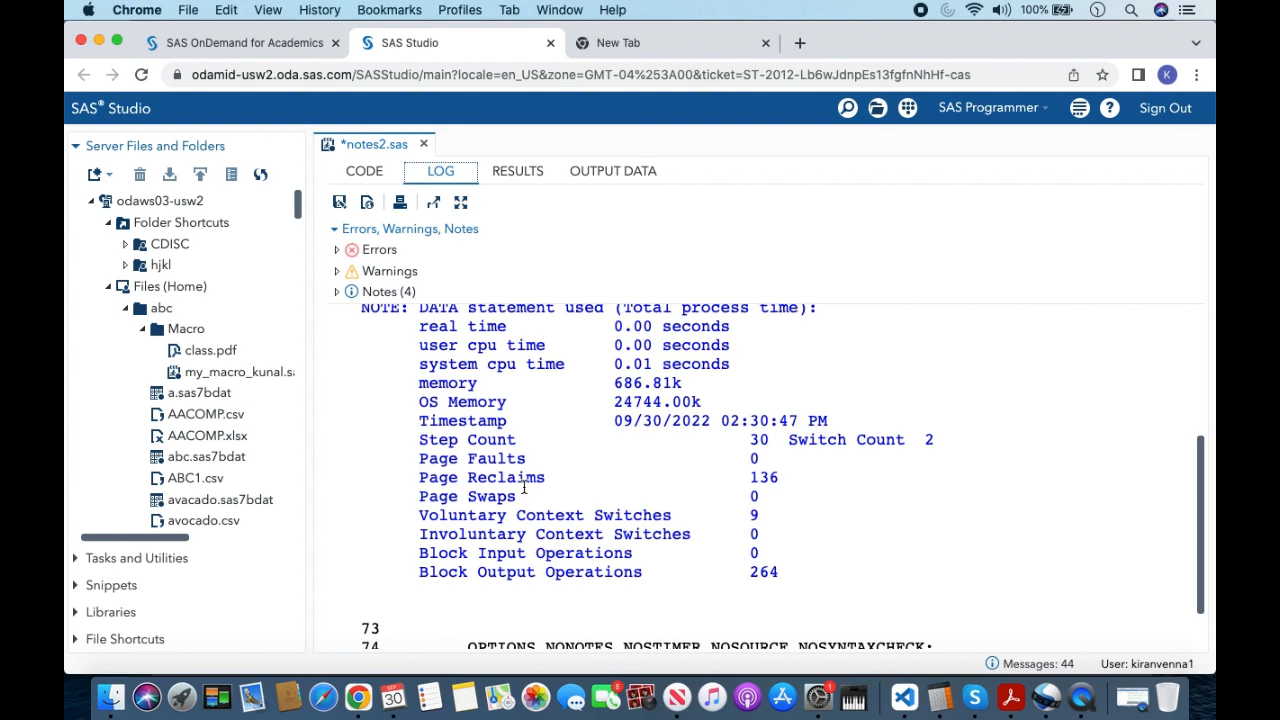 Chrome File Edit View History Bookmarks Profiles Tab Window Help 100%
SAS OnDemand for Academics
SAS Studio
New Tab
odamid-usw2.oda.sas.com/SASStudio/main?locale=en_US&zone=GMT-04%253A00&ticket=ST-2012-Lb6wJdnpEs13fgfnNhHf-cas
K
SAS® Studio
SAS Programmer
Sign Out
Server Files and Folders
odaws03-usw2
Folder Shortcuts
CDISC
hjkl
Files (Home)
abc
Macro
class.pdf
my_macro_kunal.sa
a.sas7bdat
AACOMP.csv
AACOMP.xlsx
abc.sas7bdat
ABC1.csv
avacado.sas7bdat
avocado.csv
Tasks and Utilities
Snippets
Libraries
File Shortcuts
*notes2.sas
CODE LOG RESULTS OUTPUT DATA
Errors, Warnings, Notes
Errors
Warnings
Notes (4)
NOTE: DATA statement used (Total process time):
real time 0.00 seconds
user cpu time 0.00 seconds
system cpu time 0.01 seconds
memory 686.81k
OS Memory 24744.00k
Timestamp 09/30/2022 02:30:47 PM
Step Count 30 Switch Count 2
Page Faults 0
Page Reclaims 136
Page Swaps 0
Voluntary Context Switches 9
Involuntary Context Switches 0
Block Input Operations 0
Block Output Operations 264
73
74 OPTIONS NONOTES NOSTIMER NOSOURCE NOSYNTAXCHECK;
Messages: 44 User: kiranvenna1
SEP
30
5
1